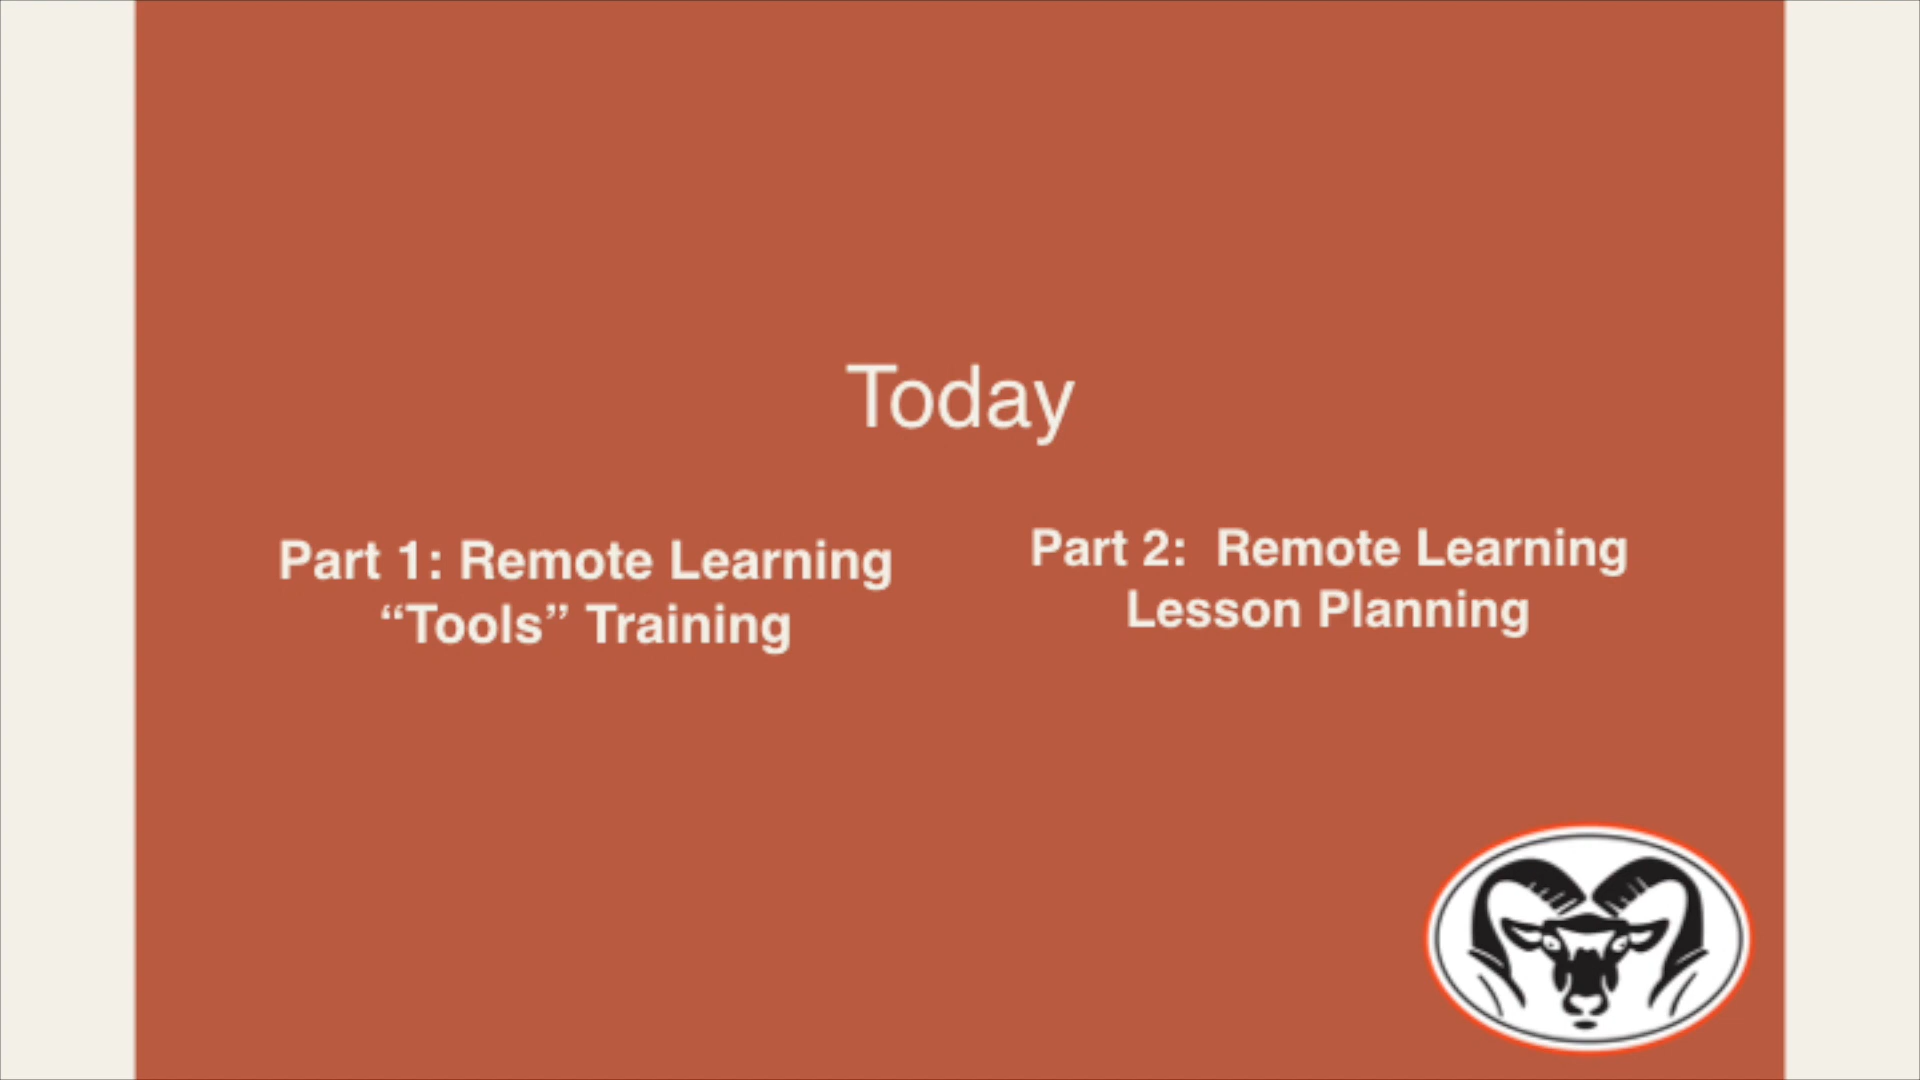 Today
Part 1: Remote Learning
“Tools” Training
Part 2:  Remote Learning
Lesson Planning